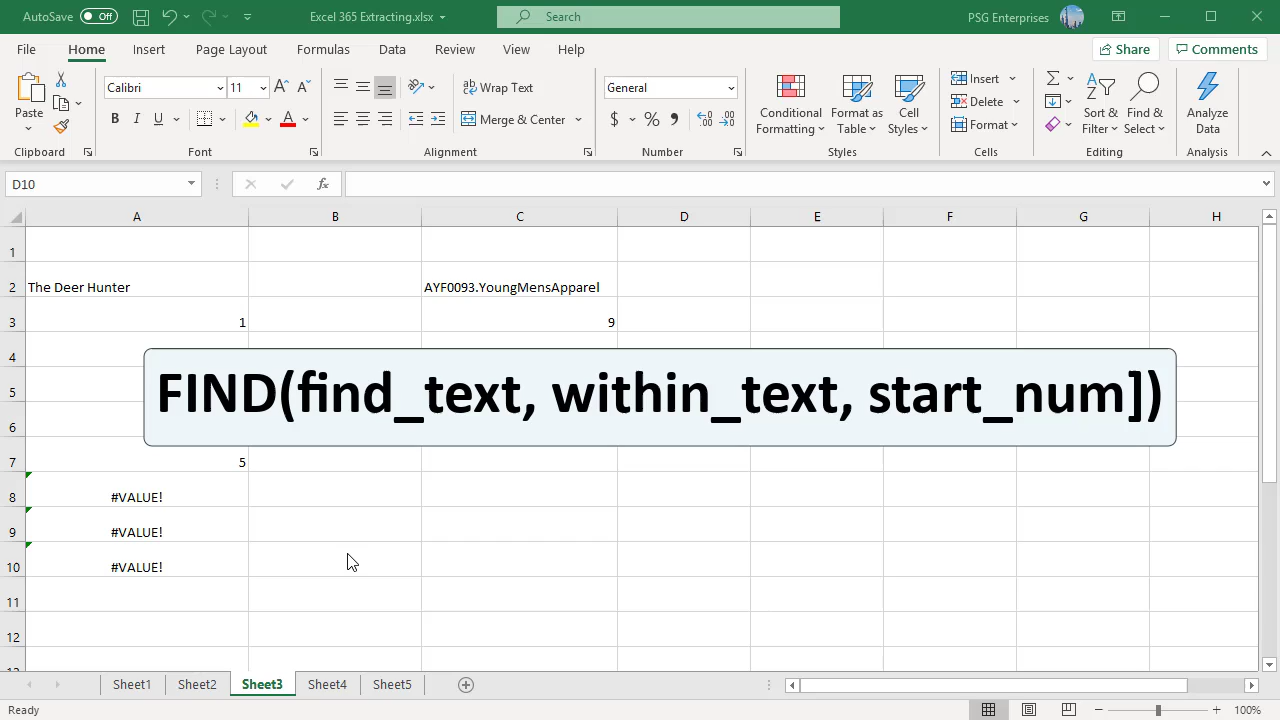 AutoSave Off Excel 365 Extracting.xlsx Search PSG Enterprises
File Home Insert Page Layout Formulas Data Review View Help Share Comments
Paste
Clipboard
Calibri 11 A A
B I U A
Font
ab Wrap Text
Merge & Center
Alignment
General
$ % 9
Number
Conditional Formatting
Format as Table
Cell Styles
Styles
Insert
Delete
Format
Cells
Sort & Filter
Find & Select
Editing
Analyze Data
Analysis
D10 fx
A B C D E F G H
1
2 The Deer Hunter AYF0093.YoungMensApparel
3 1 9
4
FIND(find_text, within_text, start_num])
5
6
7 5
8 #VALUE!
9 #VALUE!
10 #VALUE!
11
12
Sheet1 Sheet2 Sheet3 Sheet4 Sheet5
Ready 100%